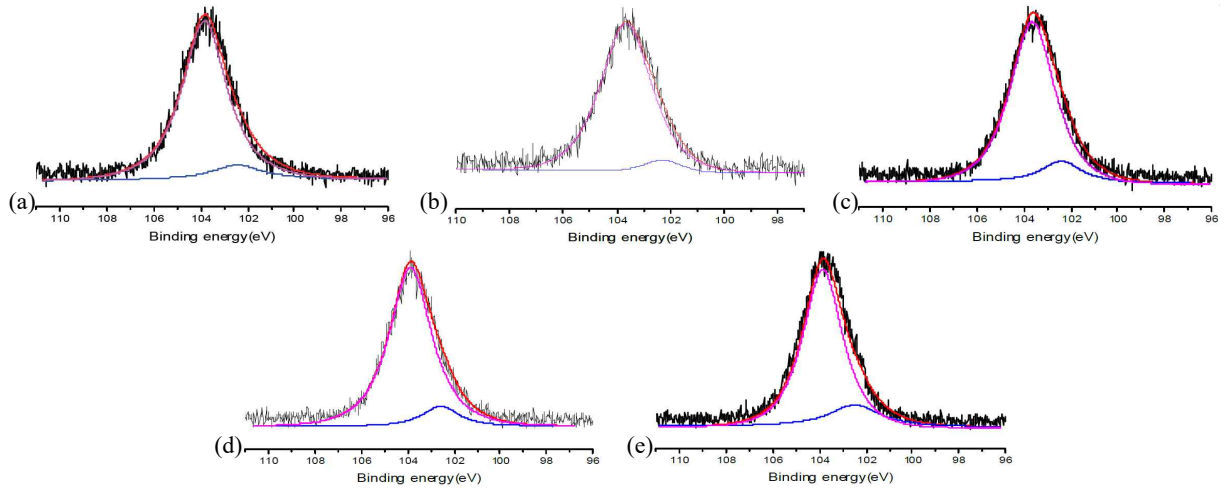 (a) 110 108 106 104 102 100 98 96
Binding energy(eV)
(b) 110 108 105 104 102 100 98
Binding energy(eV)
(c) 110 108 106 104 102 100 98 96
Binding energy(eV)
(d) 110 108 106 104 102 100 98 96
Binding energy(eV)
(e) 110 108 106 104 102 100 98 96
Binding energy(eV)